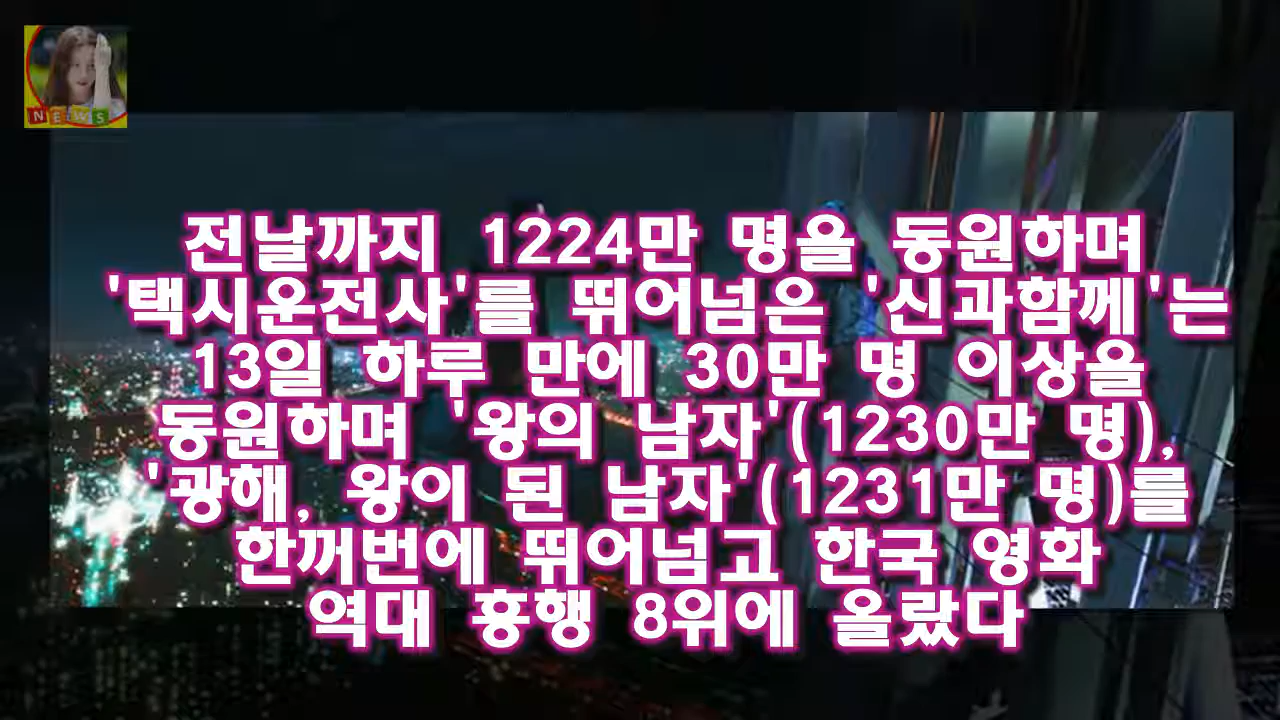 NEWS
전날까지 1224만 명을 동원하며
'택시운전사'를 뛰어넘은 '신과함께'는
13일 하루 만에 30만 명 이상을
동원하며 '왕의 남자'(1230만 명),
'광해, 왕이 된 남자'(1231만 명)를
한꺼번에 뛰어넘고 한국 영화
역대 흥행 8위에 올랐다